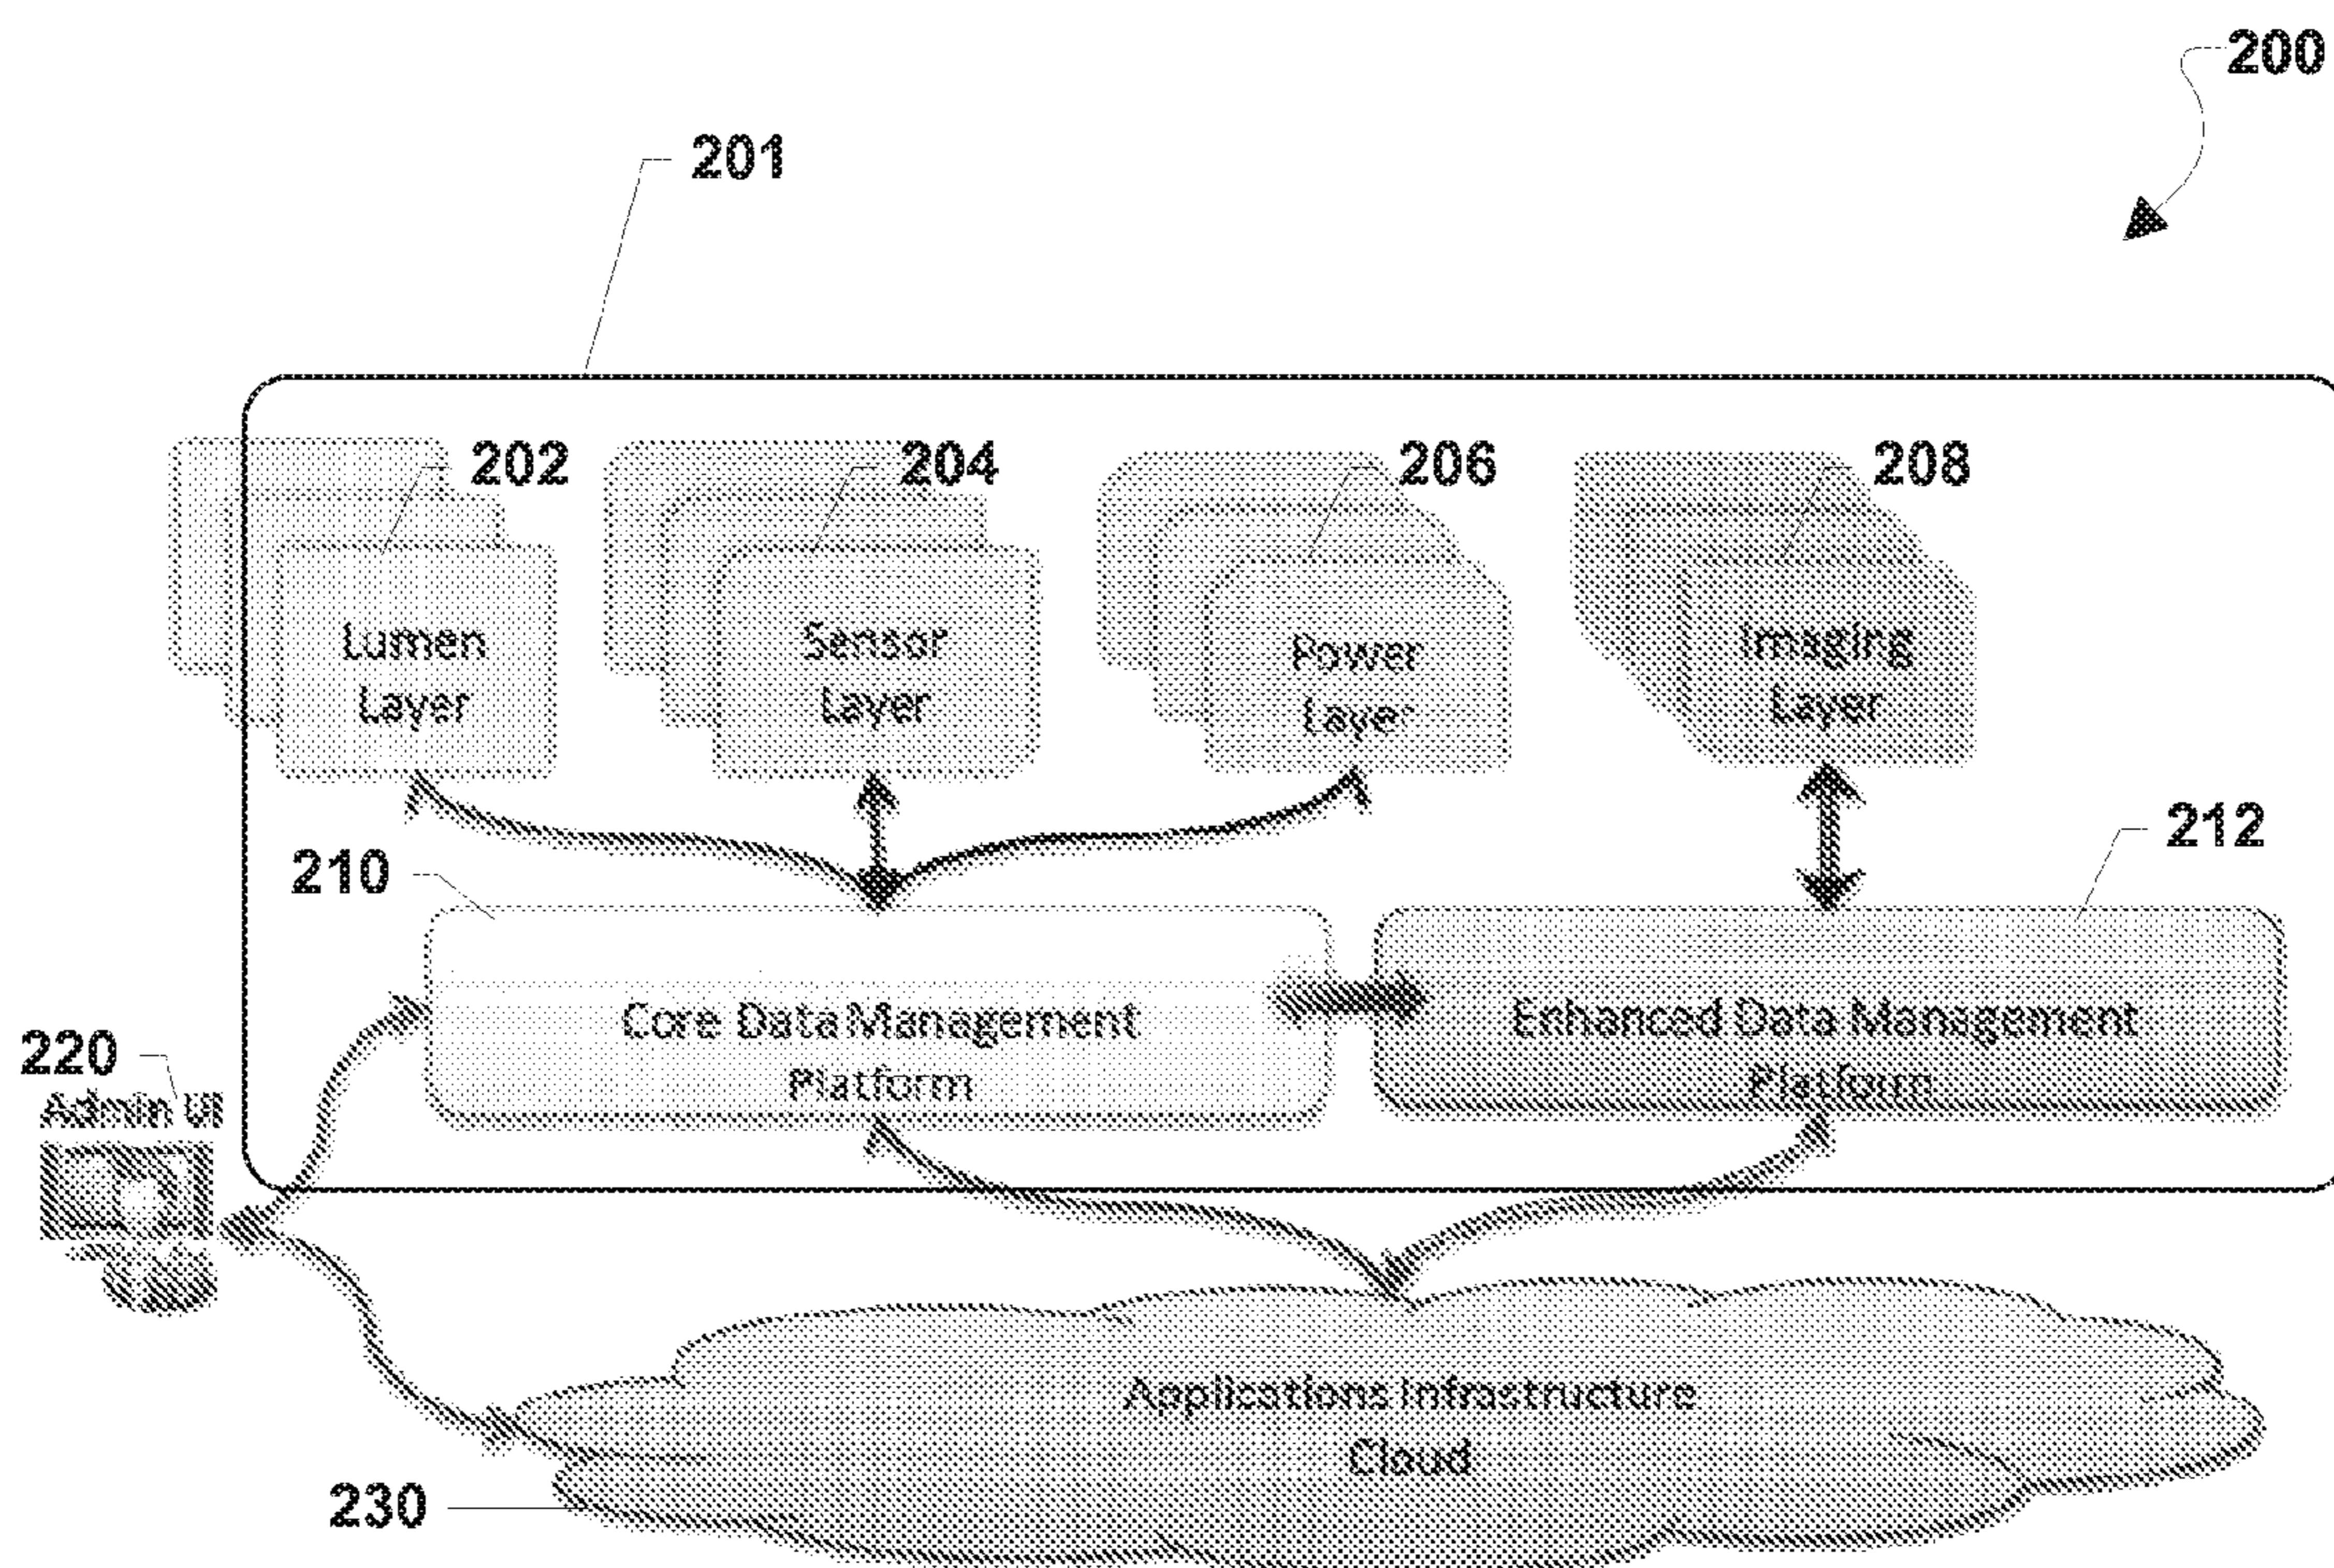 200
201
202
204
206
208
Lumen
Layer
Sensor
Layer
Power
Layer
Imaging
Layer
210
212
Core Data Management
Platform
Enhanced Data Management
Platform
220
Admin UI
Applications Infrastructure
Cloud
230